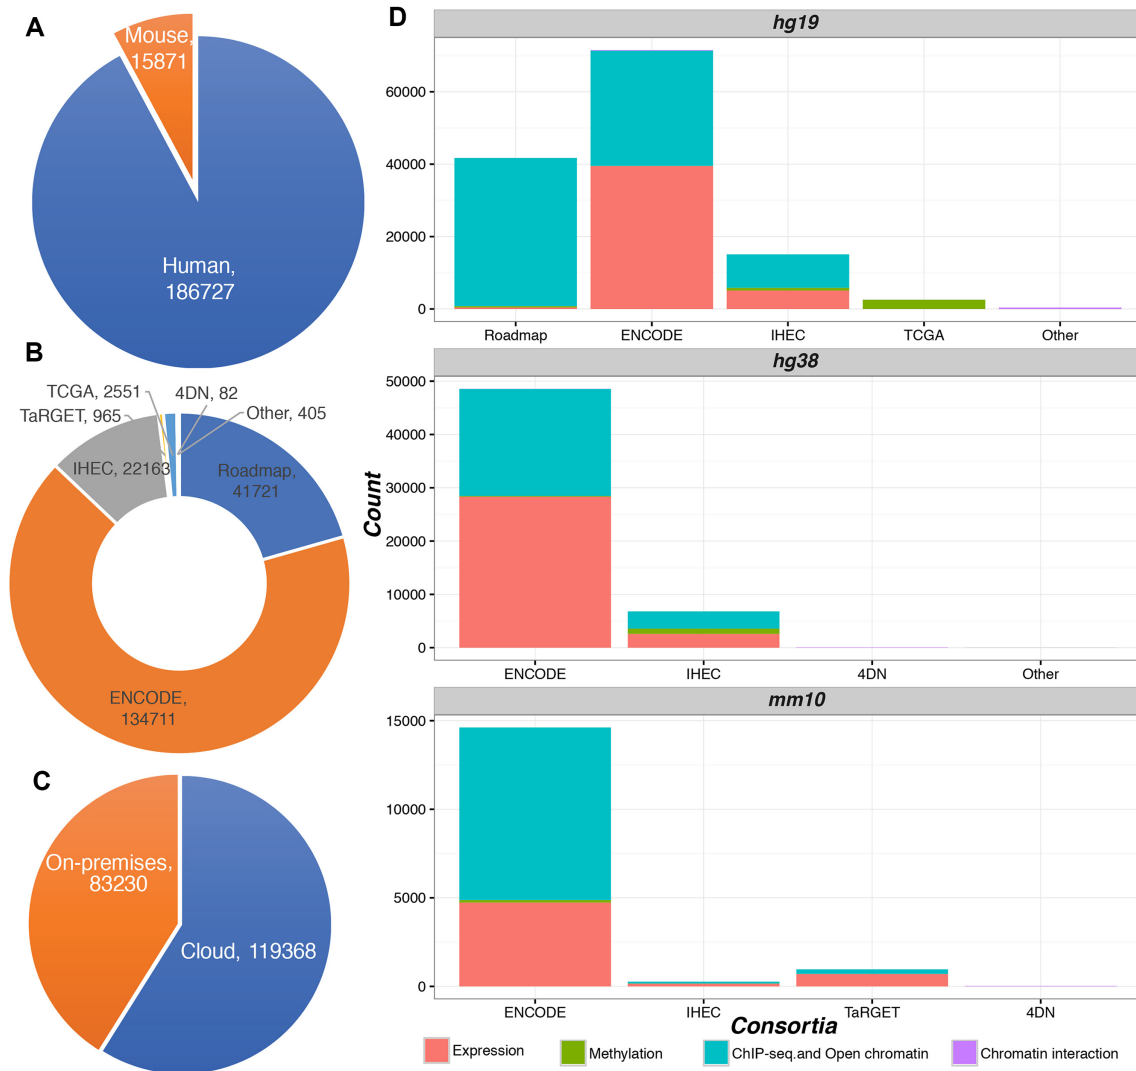 A
Mouse,
15871
Human,
186727
B
TCGA, 2551
4DN, 82
TaRGET, 965
Other, 405
IHEC, 22163
Roadmap,
41721
ENCODE,
134711
C
On-premises,
83230
Cloud, 119368
D
hg19
60000
40000
20000
0
Roadmap
ENCODE
IHEC
TCGA
Other
hg38
50000
40000
30000
20000
10000
0
ENCODE
IHEC
4DN
Other
Count
mm10
15000
10000
5000
0
ENCODE
IHEC
TaRGET
4DN
Consortia
Expression
Methylation
ChIP-seq.and Open chromatin
Chromatin interaction